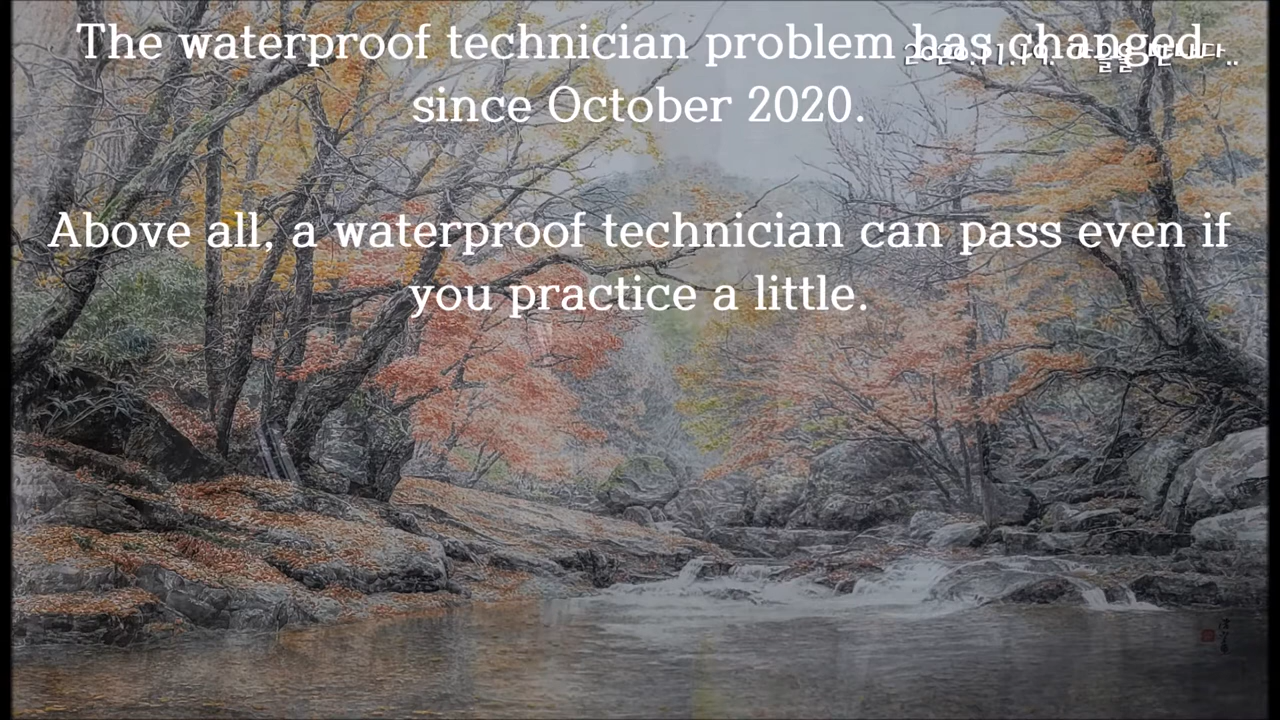 The waterproof technician problem has changed
since October 2020.
Above all, a waterproof technician can pass even if
you practice a little.